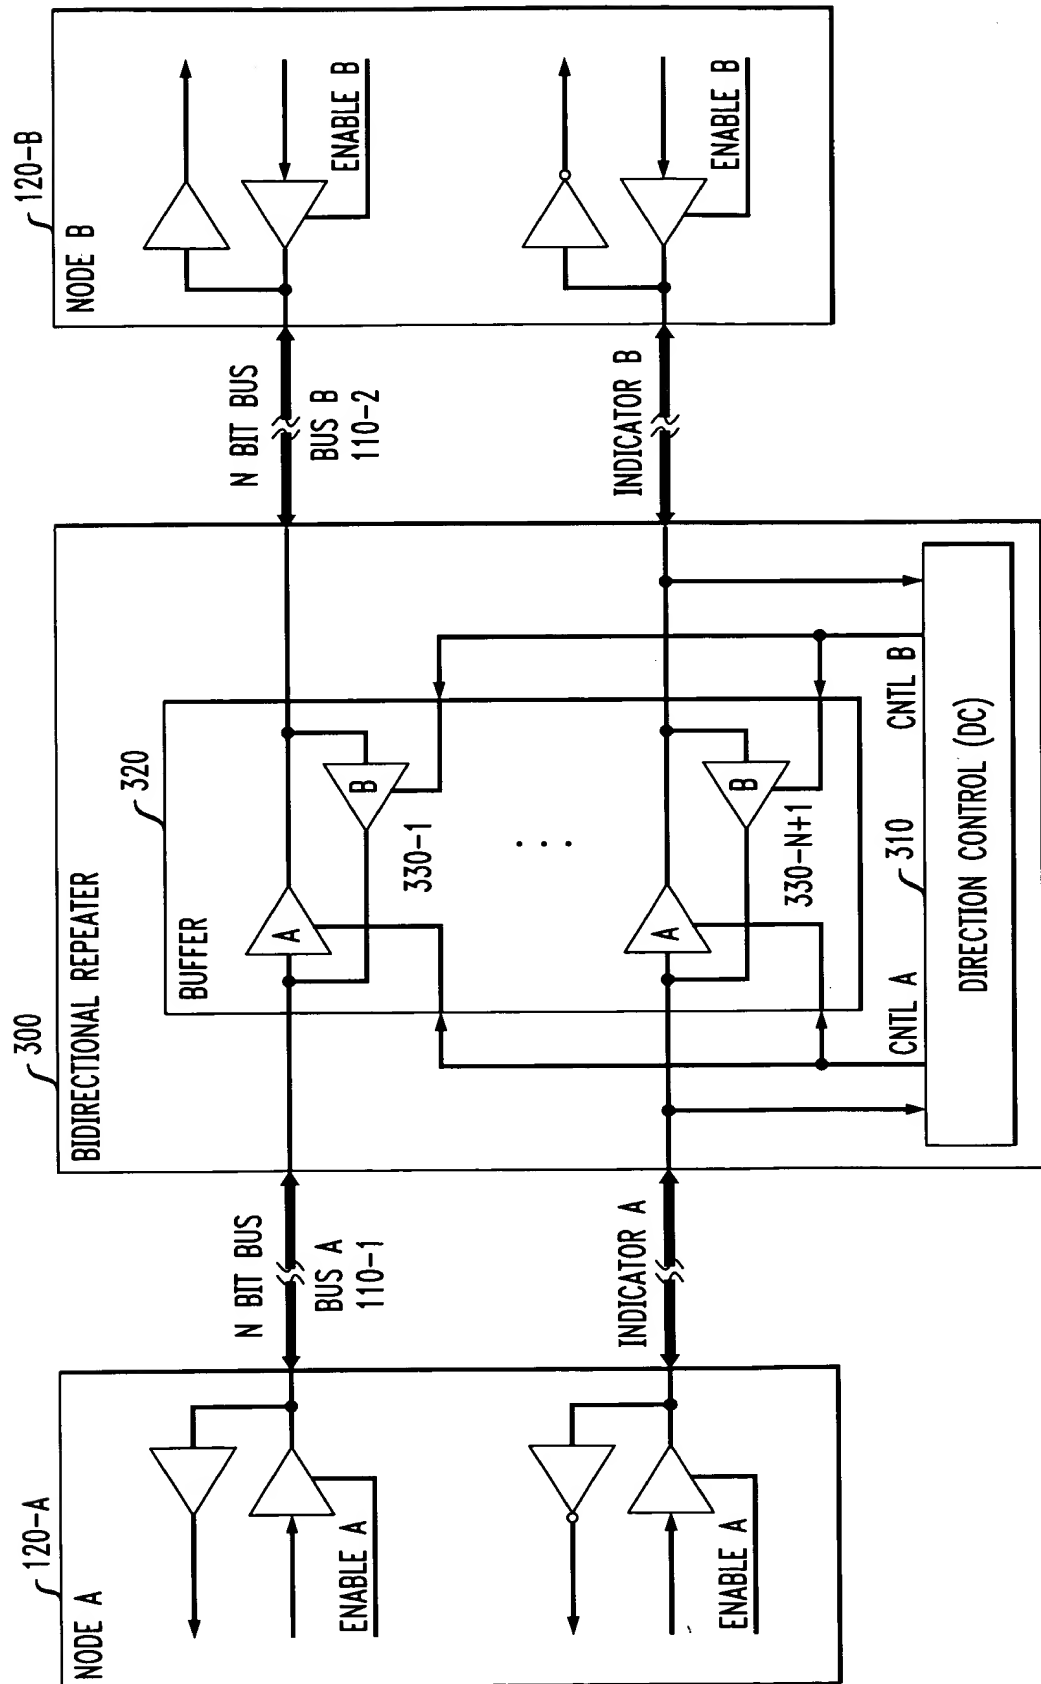 120-A
NODE A
ENABLE A
ENABLE A
N BIT BUS
BUS A
110-1
INDICATOR A
300
BIDIRECTIONAL REPEATER
320
BUFFER
A
B
330-1
. . .
A
B
330-N+1
CNTL A
310
CNTL B
DIRECTION CONTROL (DC)
N BIT BUS
BUS B
110-2
INDICATOR B
120-B
NODE B
ENABLE B
ENABLE B